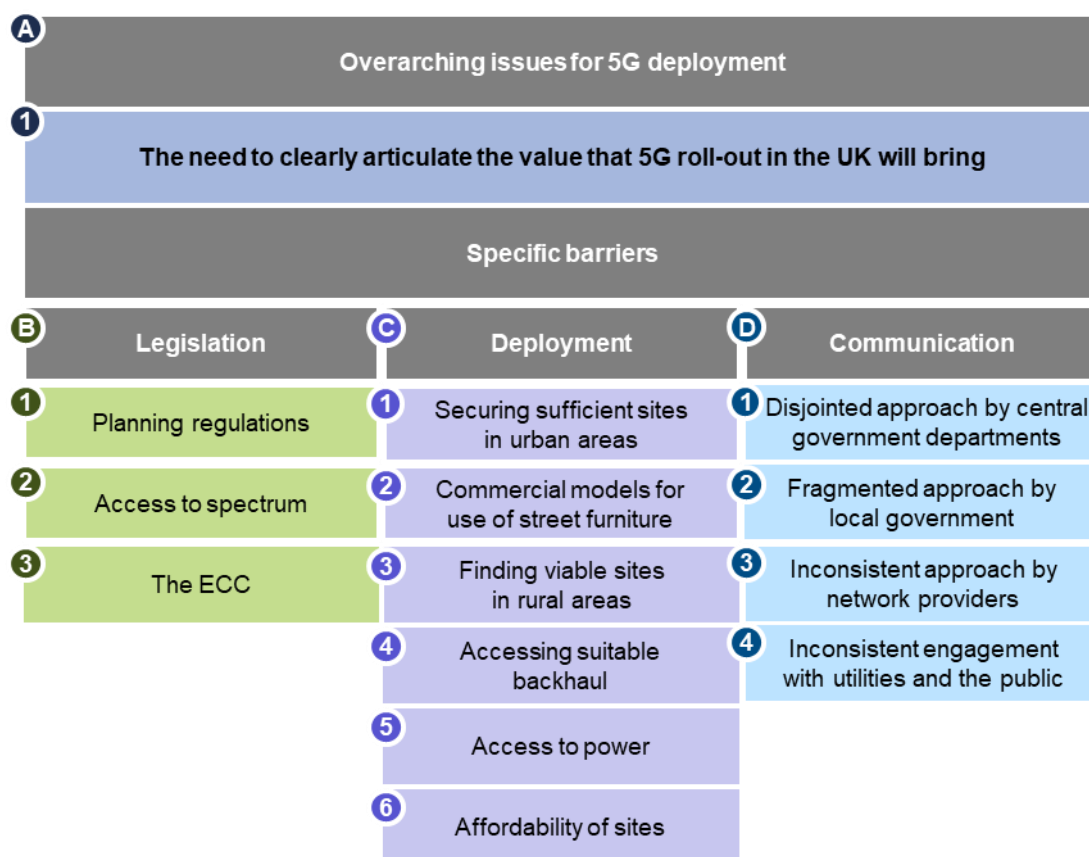 A
Overarching issues for 5G deployment
1
The need to clearly articulate the value that 5G roll-out in the UK will bring
Specific barriers
B
Legislation
1
Planning regulations
2
Access to spectrum
3
The ECC
C
Deployment
1
Securing sufficient sites
in urban areas
2
Commercial models for
use of street furniture
3
Finding viable sites
in rural areas
4
Accessing suitable
backhaul
5
Access to power
6
Affordability of sites
D
Communication
1
Disjointed approach by central
government departments
2
Fragmented approach by
local government
3
Inconsistent approach by
network providers
4
Inconsistent engagement
with utilities and the public